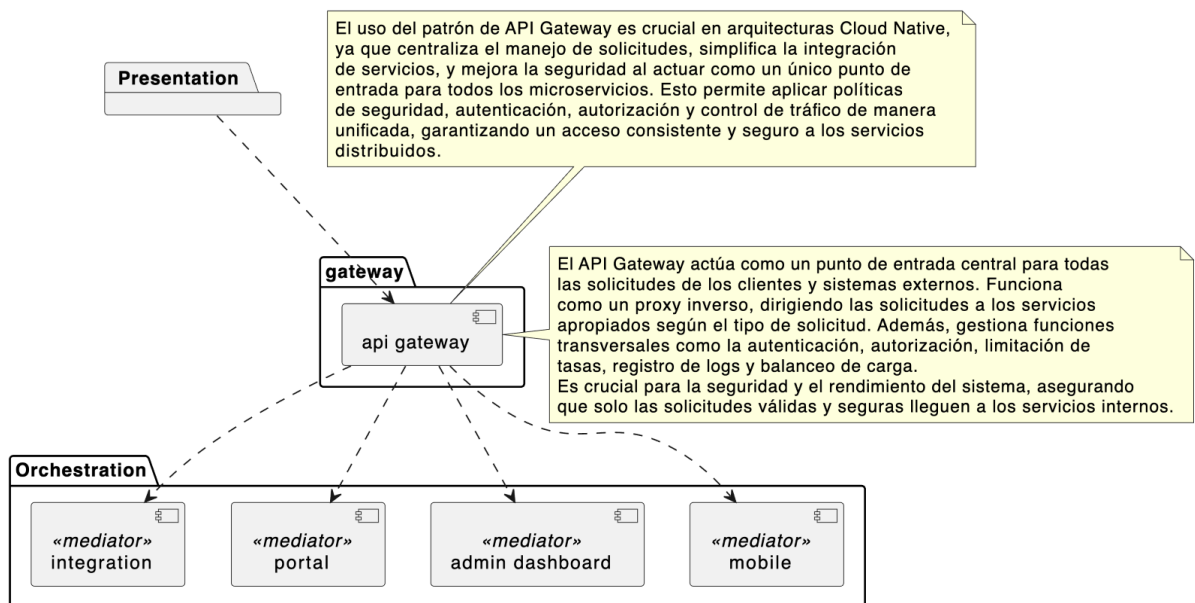 El uso del patrón de API Gateway es crucial en arquitecturas Cloud Native,
ya que centraliza el manejo de solicitudes, simplifica la integración
de servicios, y mejora la seguridad al actuar como un único punto de
entrada para todos los microservicios. Esto permite aplicar políticas
de seguridad, autenticación, autorización y control de tráfico de manera
unificada, garantizando un acceso consistente y seguro a los servicios
distribuidos.
Presentation
gateway
api gateway
El API Gateway actúa como un punto de entrada central para todas
las solicitudes de los clientes y sistemas externos. Funciona
como un proxy inverso, dirigiendo las solicitudes a los servicios
apropiados según el tipo de solicitud. Además, gestiona funciones
transversales como la autenticación, autorización, limitación de
tasas, registro de logs y balanceo de carga.
Es crucial para la seguridad y el rendimiento del sistema, asegurando
que solo las solicitudes válidas y seguras lleguen a los servicios internos.
Orchestration
«mediator»
integration
«mediator»
portal
«mediator»
admin dashboard
«mediator»
mobile